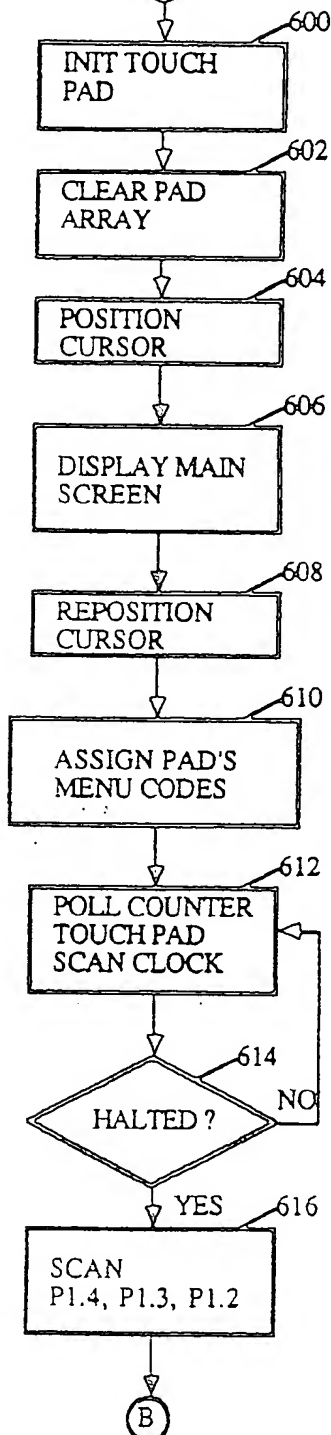 600
INIT TOUCH
PAD
602
CLEAR PAD
ARRAY
604
POSITION
CURSOR
606
DISPLAY MAIN
SCREEN
608
REPOSITION
CURSOR
610
ASSIGN PAD'S
MENU CODES
612
POLL COUNTER
TOUCH PAD
SCAN CLOCK
614
HALTED ?
NO
YES
616
SCAN
P1.4, P1.3, P1.2
B